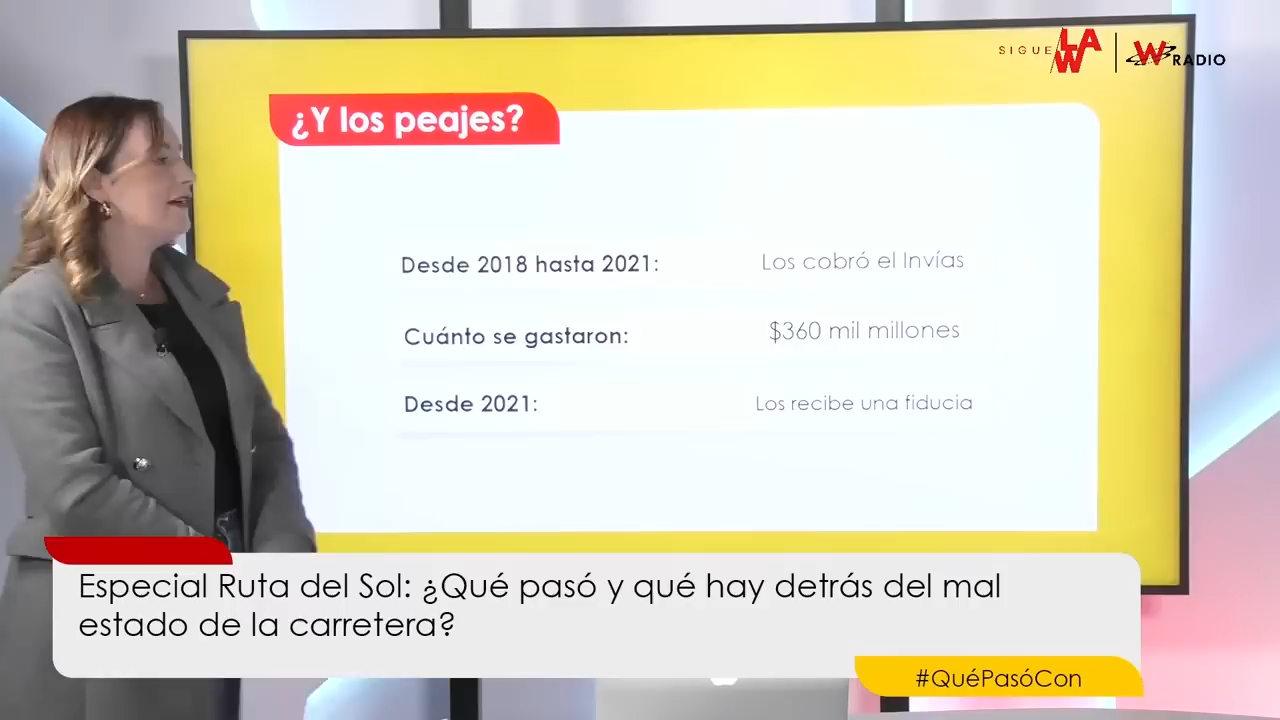 SIGUE LA W
W RADIO
¿Y los peajes?
Desde 2018 hasta 2021: Los cobró el Invías
Cuánto se gastaron: $360 mil millones
Desde 2021: Los recibe una fiducia
Especial Ruta del Sol: ¿Qué pasó y qué hay detrás del mal
estado de la carretera?
#QuéPasóCon